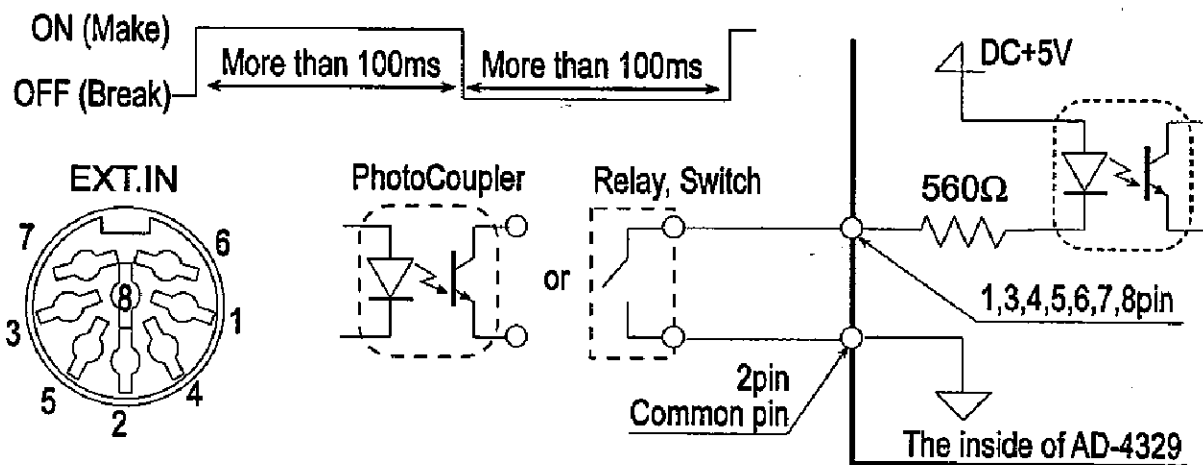 ON (Make)
OFF (Break)
More than 100ms
More than 100ms
EXT.IN
7
6
8
3
1
5
4
2
PhotoCoupler
or
Relay, Switch
DC+5V
560Ω
1,3,4,5,6,7,8pin
2pin
Common pin
The inside of AD-4329